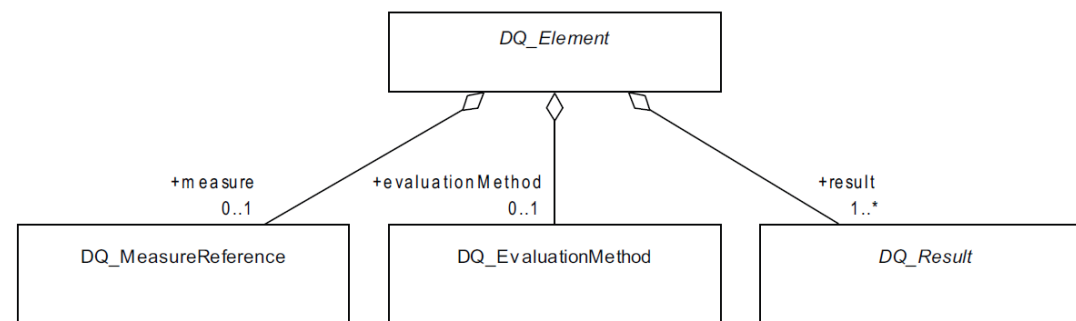 DQ_Element
+measure
0..1
+evaluationMethod
0..1
+result
1..*
DQ_MeasureReference
DQ_EvaluationMethod
DQ_Result